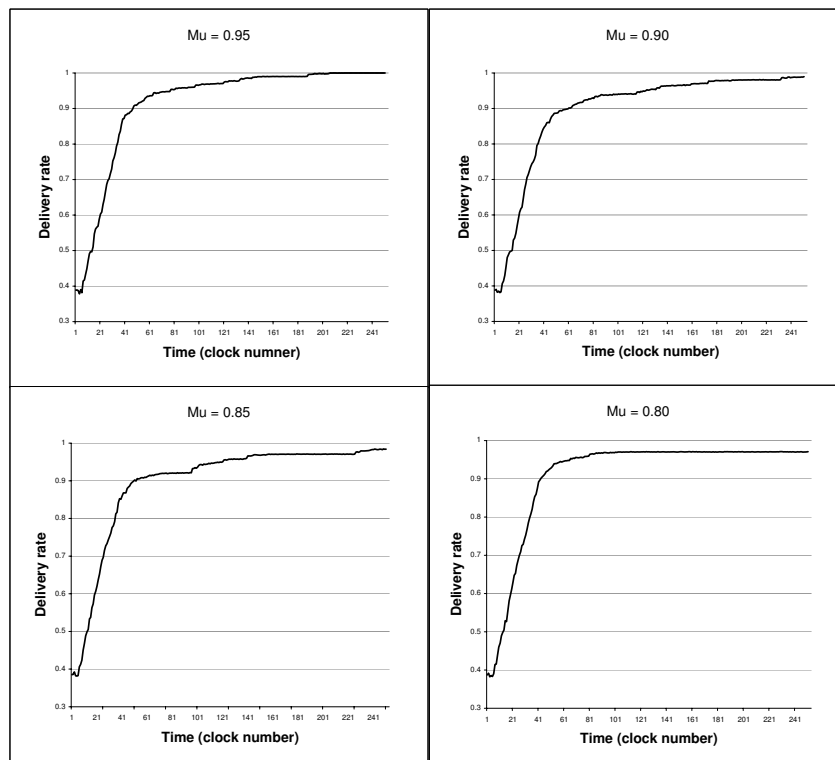 Mu = 0.95
1
0.9
0.8
0.7
0.6
0.5
0.4
0.3
Delivery rate
1 21 41 61 81 101 121 141 161 181 201 221 241
Time (clock numner)
Mu = 0.90
1
0.9
0.8
0.7
0.6
0.5
0.4
0.3
Delivery rate
1 21 41 61 81 101 121 141 161 181 201 221 241
Time (clock number)
Mu = 0.85
1
0.9
0.8
0.7
0.6
0.5
0.4
0.3
Delivery rate
1 21 41 61 81 101 121 141 161 181 201 221 241
Time (clock number)
Mu = 0.80
1
0.9
0.8
0.7
0.6
0.5
0.4
0.3
Delivery rate
1 21 41 61 81 101 121 141 161 181 201 221 241
Time (clock number)